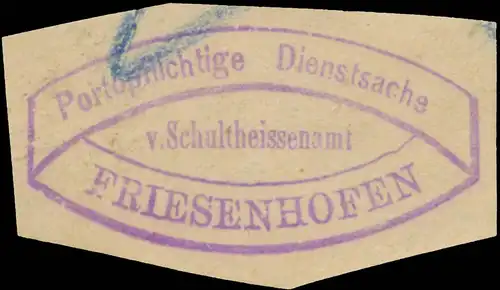 Portopflichtige Dienstsache
v. Schultheissenamt
FRIESENHOFEN